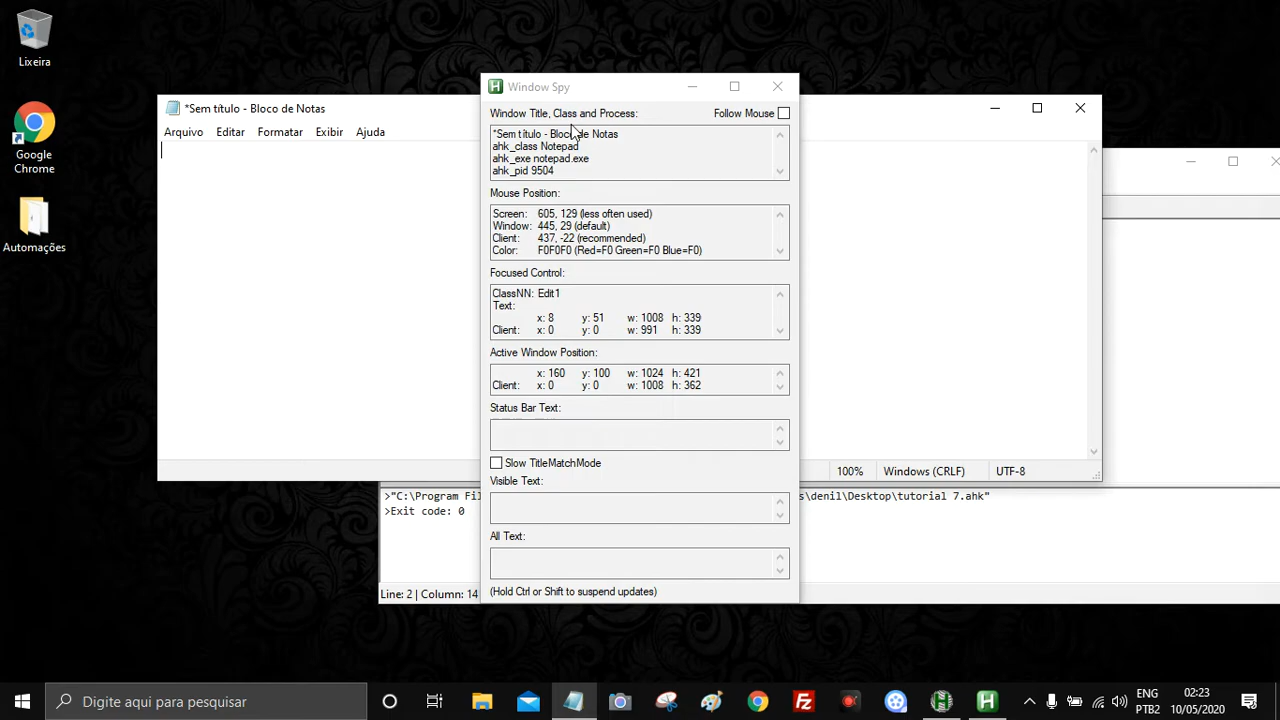 Lixeira
Google
Chrome
Automações
*Sem título - Bloco de Notas
Arquivo Editar Formatar Exibir Ajuda
Window Spy
Window Title, Class and Process:
Follow Mouse
*Sem título - Bloco de Notas
ahk_class Notepad
ahk_exe notepad.exe
ahk_pid 9504
Mouse Position:
Screen: 605, 129 (less often used)
Window: 445, 29 (default)
Client: 437, -22 (recommended)
Color: F0F0F0 (Red=F0 Green=F0 Blue=F0)
Focused Control:
ClassNN: Edit1
Text:
x: 8 y: 51 w: 1008 h: 339
Client: x: 0 y: 0 w: 991 h: 339
Active Window Position:
x: 160 y: 100 w: 1024 h: 421
Client: x: 0 y: 0 w: 1008 h: 362
Status Bar Text:
Slow TitleMatchMode
Visible Text:
All Text:
(Hold Ctrl or Shift to suspend updates)
100% Windows (CRLF) UTF-8
>"C:\Program Fil
s\denil\Desktop\tutorial 7.ahk"
>Exit code: 0
Line: 2 | Column: 14
Digite aqui para pesquisar
ENG
PTB2
02:23
10/05/2020